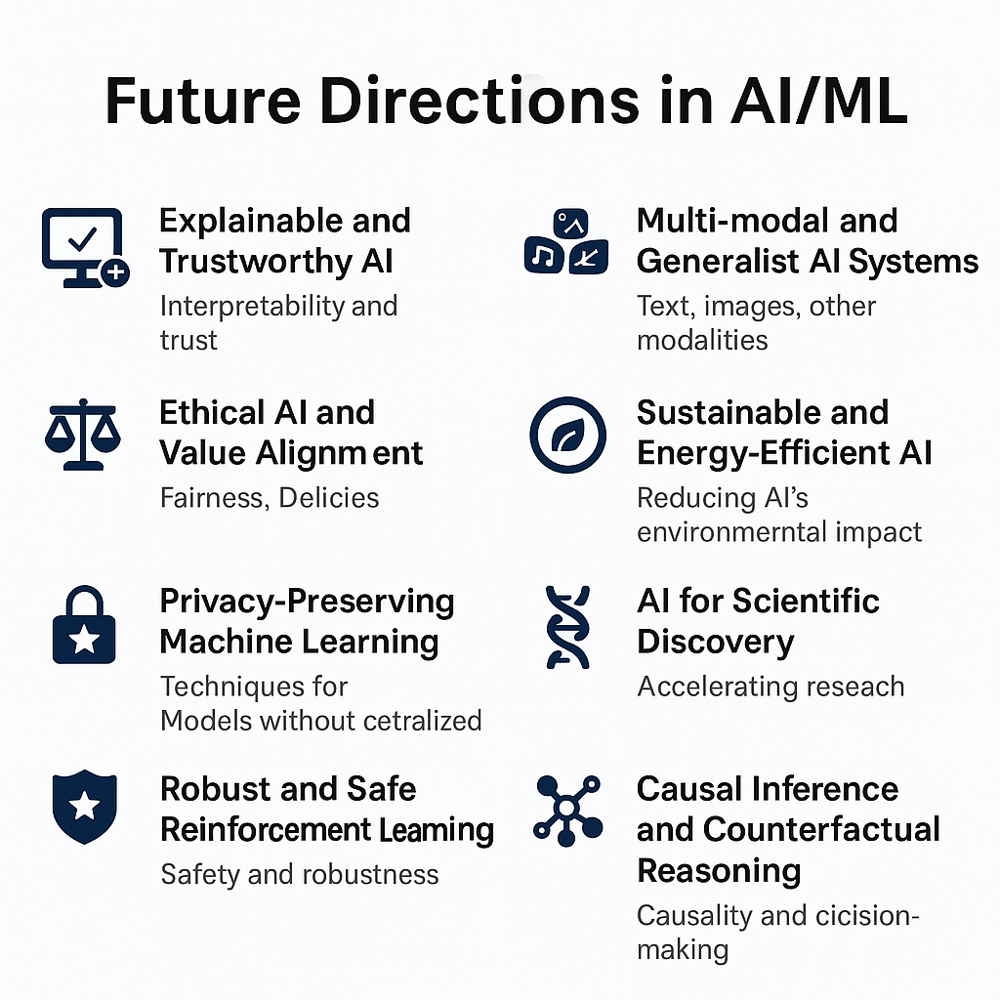 Future Directions in AI/ML
Explainable and
Trustworthy AI
Interpretability and
trust
Multi-modal and
Generalist AI Systems
Text, images, other
modalities
Ethical AI and
Value Alignment
Fairness, Delicies
Sustainable and
Energy-Efficient AI
Reducing AI’s
environmerntal impact
Privacy-Preserving
Machine Learning
Techniques for
Models without cetralized
AI for Scientific
Discovery
Accelerating reseach
Robust and Safe
Reinforcement Leaming
Safety and robustness
Causal Inference
and Counterfactual
Reasoning
Causality and cicision-
making